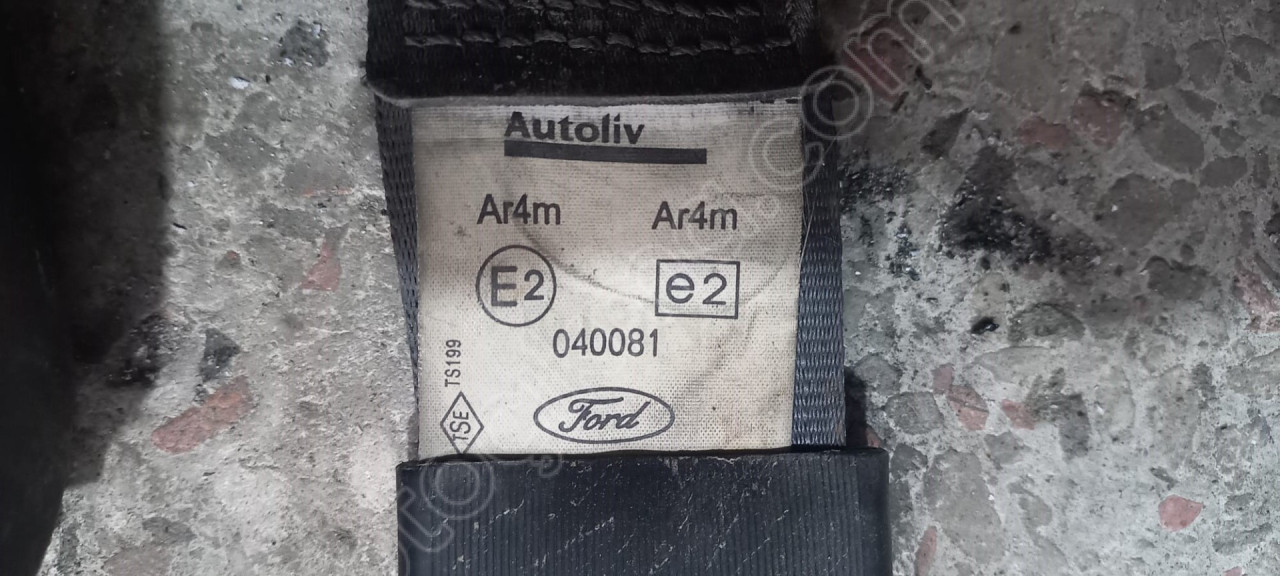 Autoliv
Ar4m Ar4m
E2 e2
040081
TS199
TSE
Ford